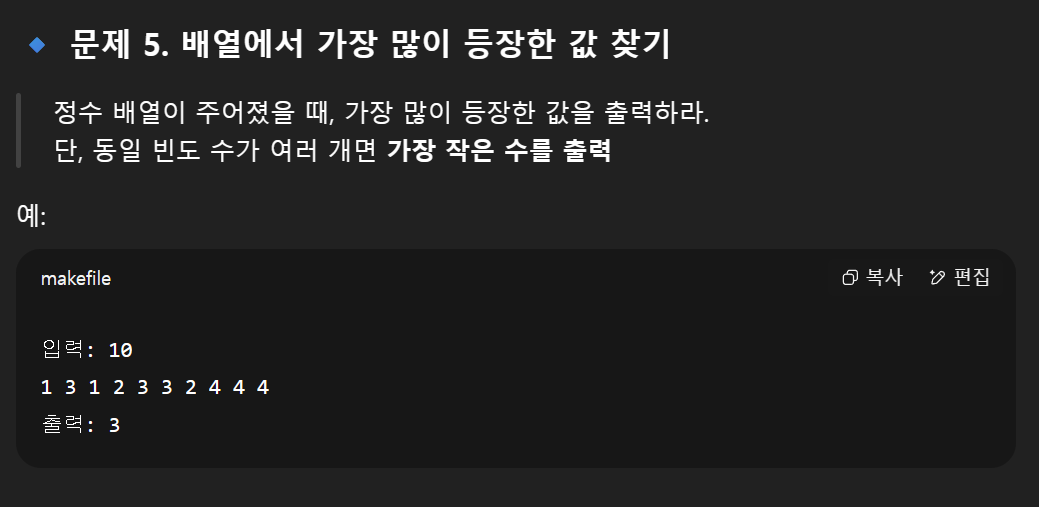 문제 5. 배열에서 가장 많이 등장한 값 찾기
정수 배열이 주어졌을 때, 가장 많이 등장한 값을 출력하라.
단, 동일 빈도 수가 여러 개면 가장 작은 수를 출력
예:
makefile
복사
편집
입력: 10
1 3 1 2 3 3 2 4 4 4
출력: 3